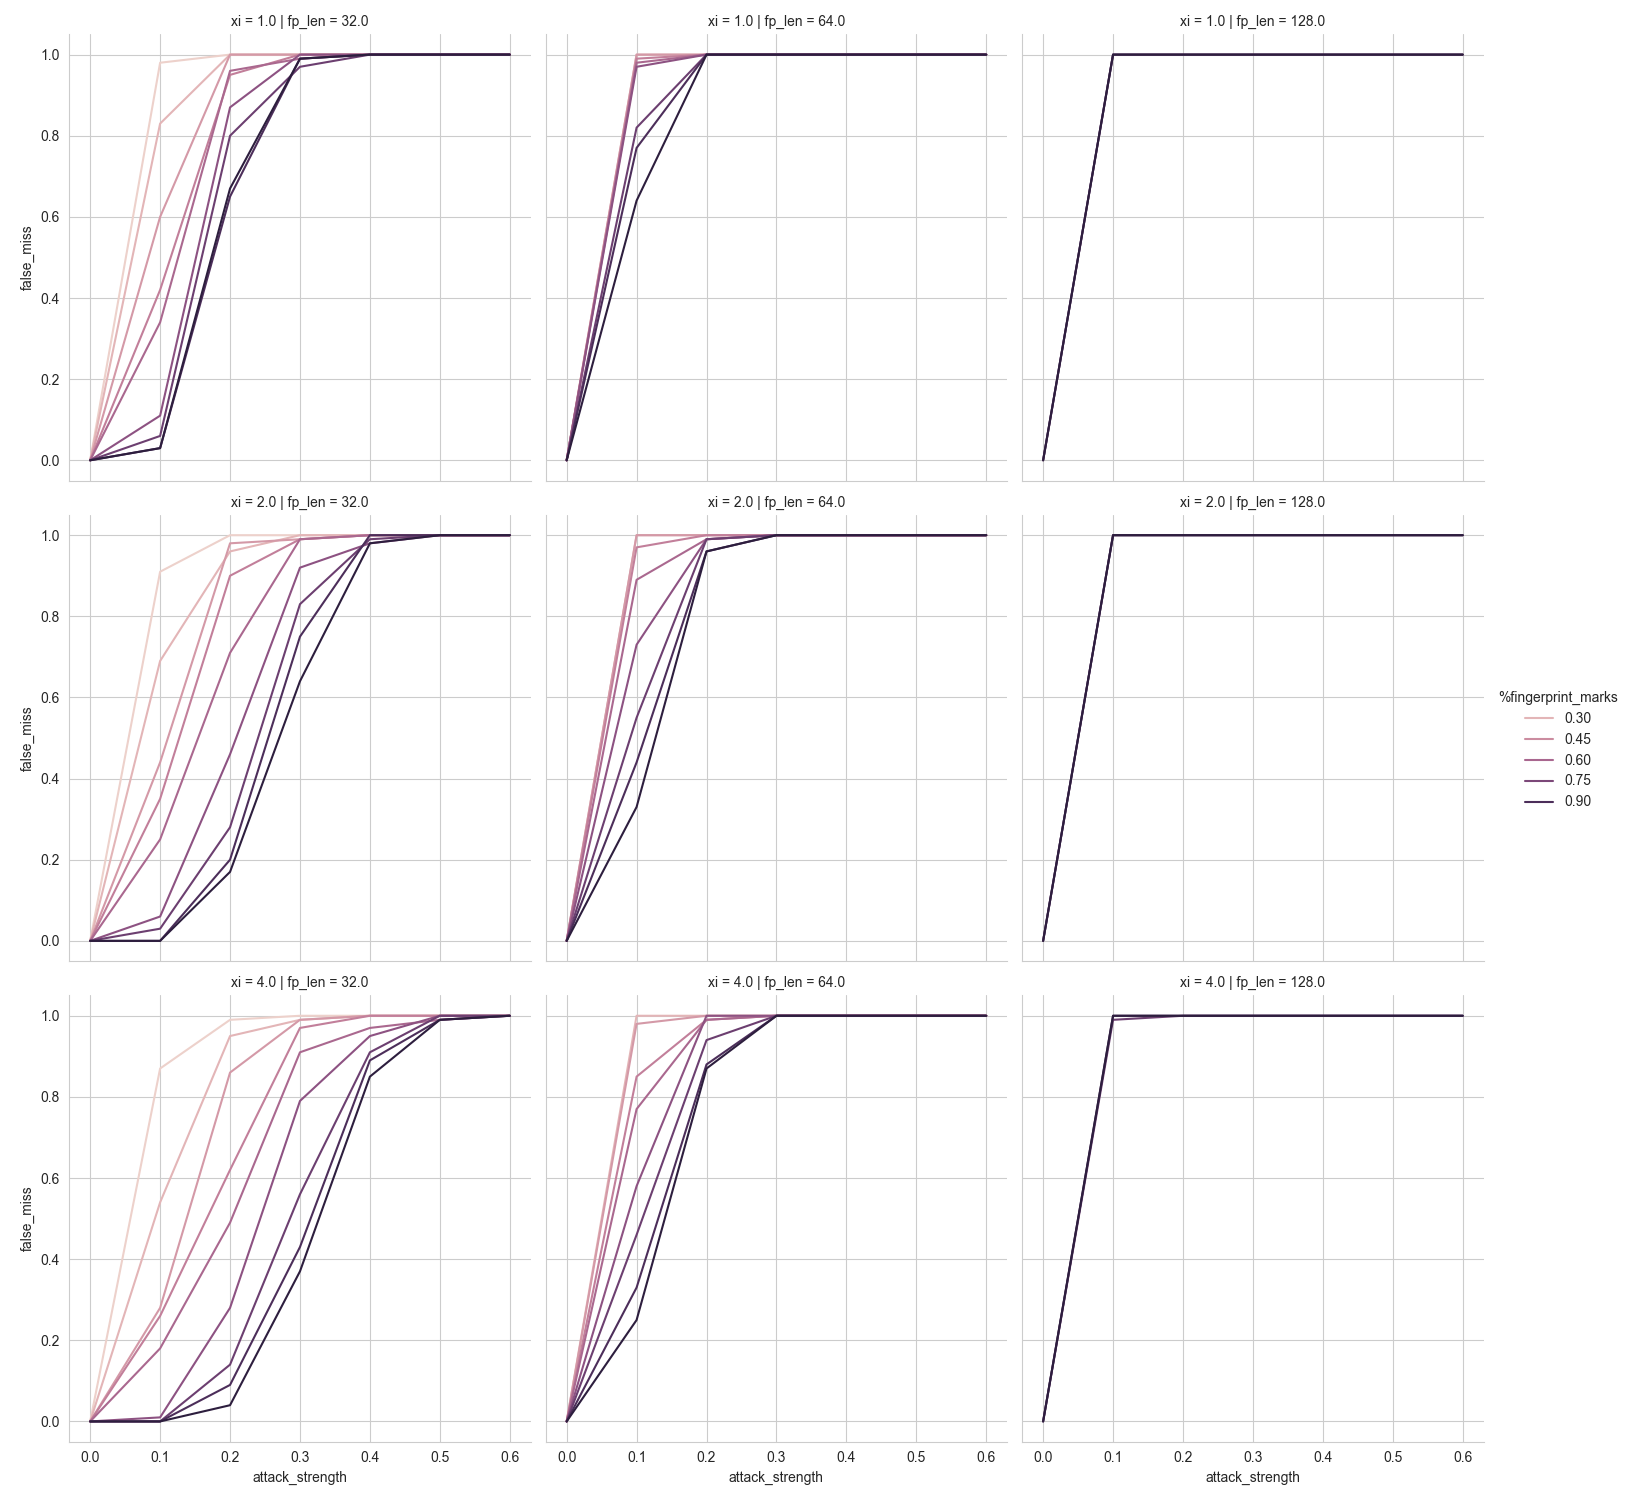 xi = 1.0 | fp_len = 32.0
xi = 1.0 | fp_len = 64.0
xi = 1.0 | fp_len = 128.0
1.0
0.8
0.6
0.4
0.2
0.0
false_miss
xi = 2.0 | fp_len = 32.0
xi = 2.0 | fp_len = 64.0
xi = 2.0 | fp_len = 128.0
1.0
0.8
0.6
0.4
0.2
0.0
false_miss
%fingerprint_marks
0.30
0.45
0.60
0.75
0.90
xi = 4.0 | fp_len = 32.0
xi = 4.0 | fp_len = 64.0
xi = 4.0 | fp_len = 128.0
1.0
0.8
0.6
0.4
0.2
0.0
false_miss
0.0 0.1 0.2 0.3 0.4 0.5 0.6
attack_strength
0.0 0.1 0.2 0.3 0.4 0.5 0.6
attack_strength
0.0 0.1 0.2 0.3 0.4 0.5 0.6
attack_strength